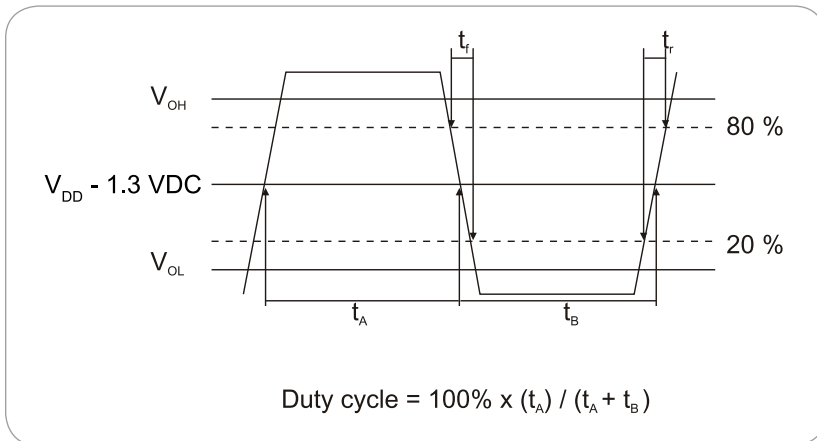 t_f t_r
V_OH
80 %
V_DD - 1.3 VDC
20 %
V_OL
t_A t_B
Duty cycle = 100% x (t_A) / (t_A + t_B)